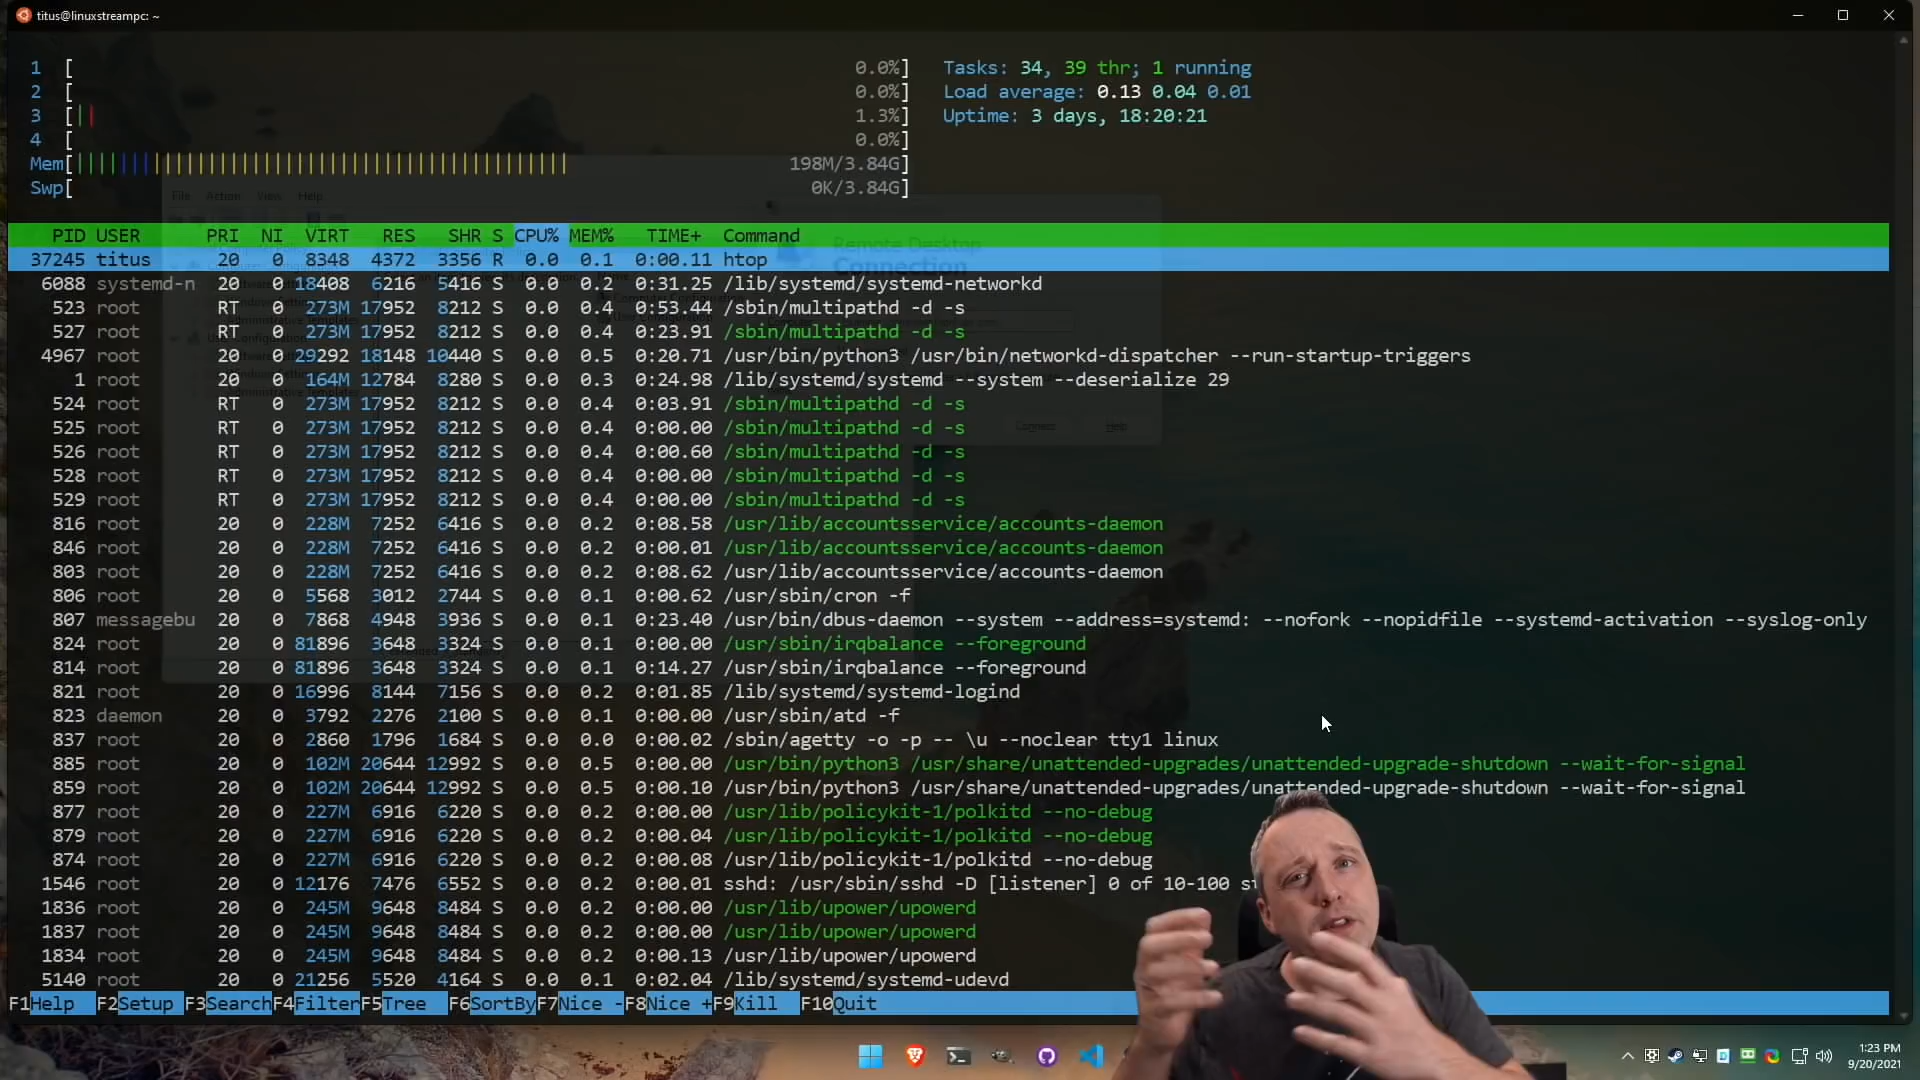 titus@linuxstreampc: ~
1 [ 0.0%] Tasks: 34, 39 thr; 1 running
2 [ 0.0%] Load average: 0.13 0.04 0.01
3 [|| 1.3%] Uptime: 3 days, 18:20:21
4 [ 0.0%]
Mem[||||||||||||||||||||||||||||||||||||||||||||| 198M/3.84G]
Swp[ 0K/3.84G]
File Action View Help
PID USER PRI NI VIRT RES SHR S CPU% MEM% TIME+ Command
Remote Desktop
Connection
37245 titus 20 0 8348 4372 3356 R 0.0 0.1 0:00.11 htop
6088 systemd-n 20 0 18408 6216 5416 S 0.0 0.2 0:31.25 /lib/systemd/systemd-networkd
523 root RT 0 273M 17952 8212 S 0.0 0.4 0:53.44 /sbin/multipathd -d -s
527 root RT 0 273M 17952 8212 S 0.0 0.4 0:23.91 /sbin/multipathd -d -s
4967 root 20 0 29292 18148 10440 S 0.0 0.5 0:20.71 /usr/bin/python3 /usr/bin/networkd-dispatcher --run-startup-triggers
1 root 20 0 164M 12784 8280 S 0.0 0.3 0:24.98 /lib/systemd/systemd --system --deserialize 29
524 root RT 0 273M 17952 8212 S 0.0 0.4 0:03.91 /sbin/multipathd -d -s
525 root RT 0 273M 17952 8212 S 0.0 0.4 0:00.00 /sbin/multipathd -d -s
Connect Help
526 root RT 0 273M 17952 8212 S 0.0 0.4 0:00.60 /sbin/multipathd -d -s
528 root RT 0 273M 17952 8212 S 0.0 0.4 0:00.00 /sbin/multipathd -d -s
529 root RT 0 273M 17952 8212 S 0.0 0.4 0:00.00 /sbin/multipathd -d -s
816 root 20 0 228M 7252 6416 S 0.0 0.2 0:08.58 /usr/lib/accountsservice/accounts-daemon
846 root 20 0 228M 7252 6416 S 0.0 0.2 0:00.01 /usr/lib/accountsservice/accounts-daemon
803 root 20 0 228M 7252 6416 S 0.0 0.2 0:08.62 /usr/lib/accountsservice/accounts-daemon
806 root 20 0 5568 3012 2744 S 0.0 0.1 0:00.62 /usr/sbin/cron -f
807 messagebu 20 0 7868 4948 3936 S 0.0 0.1 0:23.40 /usr/bin/dbus-daemon --system --address=systemd: --nofork --nopidfile --systemd-activation --syslog-only
824 root 20 0 81896 3648 3324 S 0.0 0.1 0:00.00 /usr/sbin/irqbalance --foreground
814 root 20 0 81896 3648 3324 S 0.0 0.1 0:14.27 /usr/sbin/irqbalance --foreground
821 root 20 0 16996 8144 7156 S 0.0 0.2 0:01.85 /lib/systemd/systemd-logind
823 daemon 20 0 3792 2276 2100 S 0.0 0.1 0:00.00 /usr/sbin/atd -f
837 root 20 0 2860 1796 1684 S 0.0 0.0 0:00.02 /sbin/agetty -o -p -- \u --noclear tty1 linux
885 root 20 0 102M 20644 12992 S 0.0 0.5 0:00.00 /usr/bin/python3 /usr/share/unattended-upgrades/unattended-upgrade-shutdown --wait-for-signal
859 root 20 0 102M 20644 12992 S 0.0 0.5 0:00.10 /usr/bin/python3 /usr/share/unattended-upgrades/unattended-upgrade-shutdown --wait-for-signal
877 root 20 0 227M 6916 6220 S 0.0 0.2 0:00.00 /usr/lib/policykit-1/polkitd --no-debug
879 root 20 0 227M 6916 6220 S 0.0 0.2 0:00.04 /usr/lib/policykit-1/polkitd --no-debug
874 root 20 0 227M 6916 6220 S 0.0 0.2 0:00.08 /usr/lib/policykit-1/polkitd --no-debug
1546 root 20 0 12176 7476 6552 S 0.0 0.2 0:00.01 sshd: /usr/sbin/sshd -D [listener] 0 of 10-100 st
1836 root 20 0 245M 9648 8484 S 0.0 0.2 0:00.00 /usr/lib/upower/upowerd
1837 root 20 0 245M 9648 8484 S 0.0 0.2 0:00.00 /usr/lib/upower/upowerd
1834 root 20 0 245M 9648 8484 S 0.0 0.2 0:00.13 /usr/lib/upower/upowerd
5140 root 20 0 21256 5520 4164 S 0.0 0.1 0:02.04 /lib/systemd/systemd-udevd
F1Help F2Setup F3SearchF4FilterF5Tree F6SortByF7Nice -F8Nice +F9Kill F10Quit
1:23 PM
9/20/2021